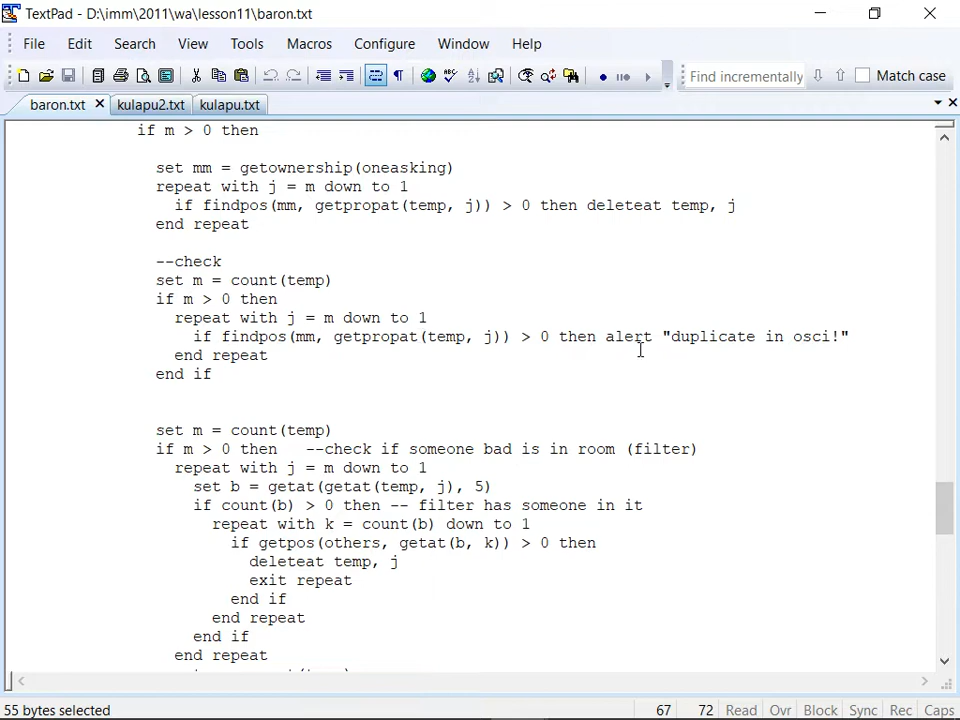 TextPad - D:\imm\2011\wa\lesson11\baron.txt
File Edit Search View Tools Macros Configure Window Help
Find incrementally Match case
baron.txt kulapu2.txt kulapu.txt
if m > 0 then
set mm = getownership(oneasking)
repeat with j = m down to 1
if findpos(mm, getpropat(temp, j)) > 0 then deleteat temp, j
end repeat
--check
set m = count(temp)
if m > 0 then
repeat with j = m down to 1
if findpos(mm, getpropat(temp, j)) > 0 then alert "duplicate in osci!"
end repeat
end if
set m = count(temp)
if m > 0 then   --check if someone bad is in room (filter)
repeat with j = m down to 1
set b = getat(getat(temp, j), 5)
if count(b) > 0 then -- filter has someone in it
repeat with k = count(b) down to 1
if getpos(others, getat(b, k)) > 0 then
deleteat temp, j
exit repeat
end if
end repeat
end if
end repeat
55 bytes selected 67 72 Read Ovr Block Sync Rec Caps